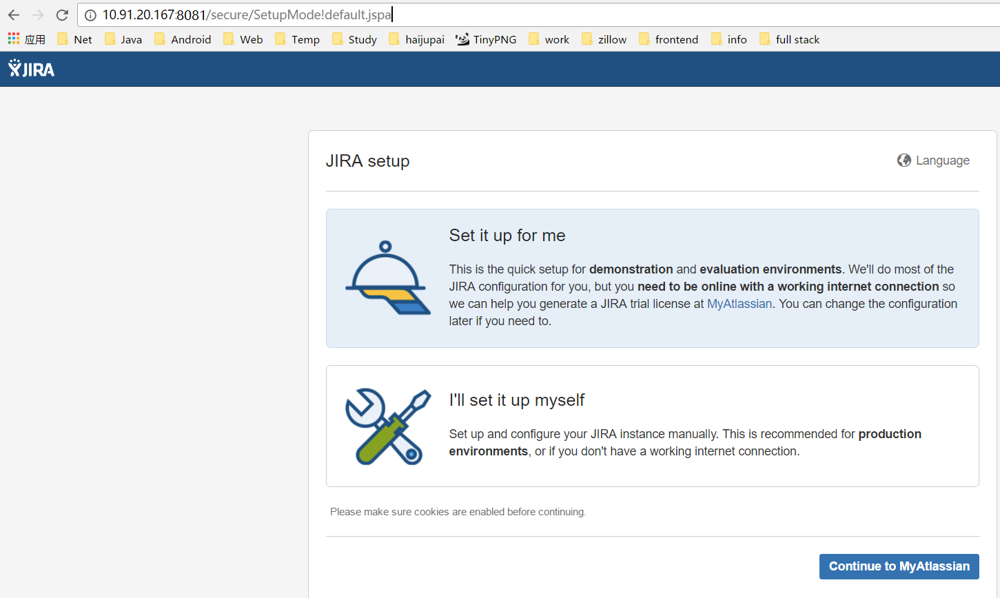 10.91.20.167:8081/secure/SetupMode!default.jspa
应用 Net Java Android Web Temp Study haijupai TinyPNG work zillow frontend info full stack
JIRA
JIRA setup Language
Set it up for me
This is the quick setup for demonstration and evaluation environments. We'll do most of the
JIRA configuration for you, but you need to be online with a working internet connection so
we can help you generate a JIRA trial license at MyAtlassian. You can change the configuration
later if you need to.
I'll set it up myself
Set up and configure your JIRA instance manually. This is recommended for production
environments, or if you don't have a working internet connection.
Please make sure cookies are enabled before continuing.
Continue to MyAtlassian